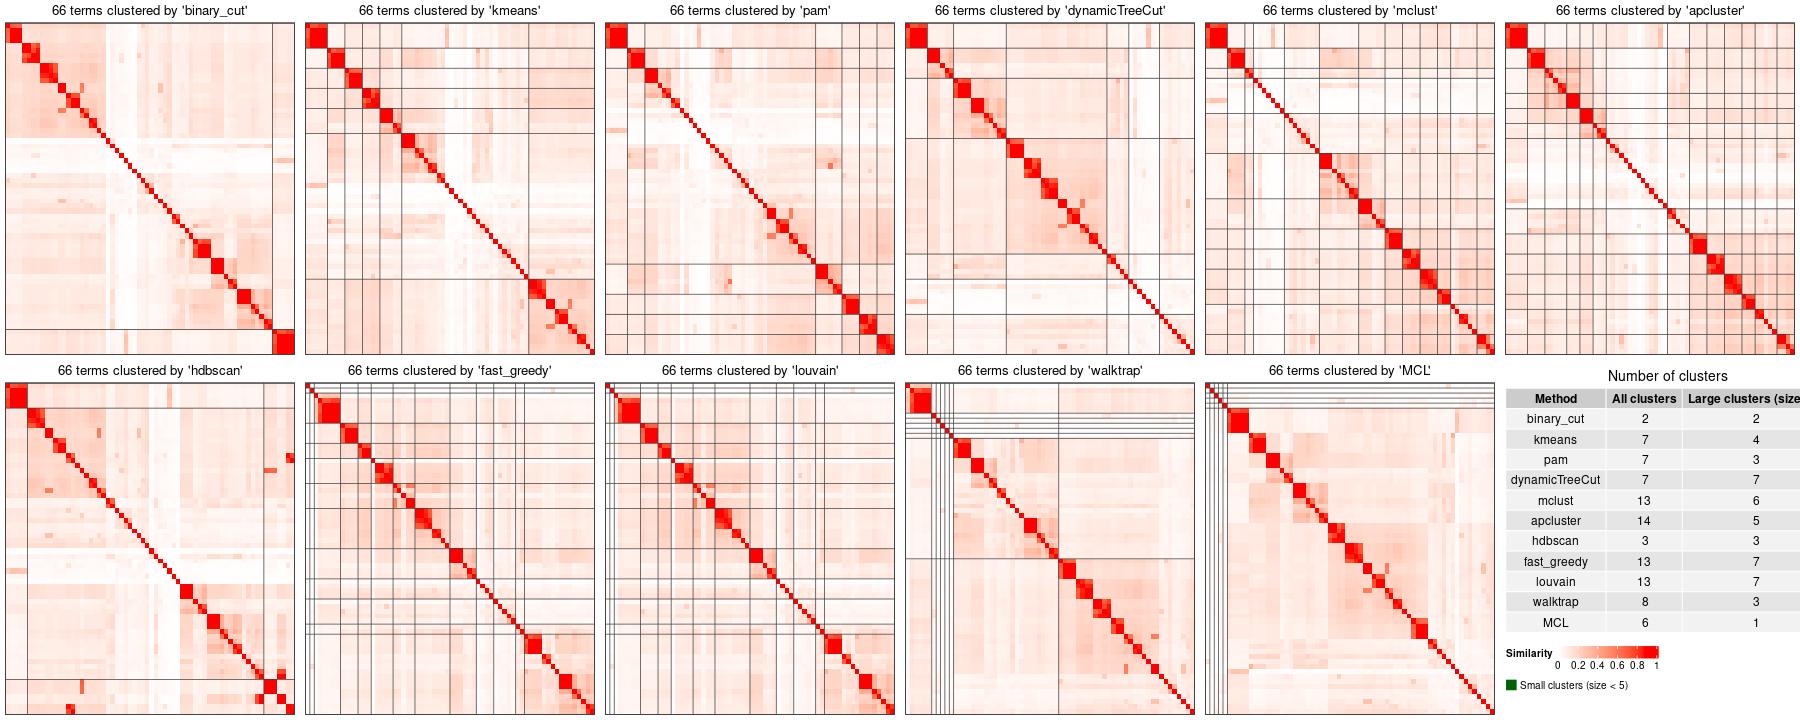 66 terms clustered by 'binary_cut'
66 terms clustered by 'kmeans'
66 terms clustered by 'pam'
66 terms clustered by 'dynamicTreeCut'
66 terms clustered by 'mclust'
66 terms clustered by 'apcluster'
66 terms clustered by 'hdbscan'
66 terms clustered by 'fast_greedy'
66 terms clustered by 'louvain'
66 terms clustered by 'walktrap'
66 terms clustered by 'MCL'
Number of clusters
Method All clusters Large clusters (size
binary_cut 2 2
kmeans 7 4
pam 7 3
dynamicTreeCut 7 7
mclust 13 6
apcluster 14 5
hdbscan 3 3
fast_greedy 13 7
louvain 13 7
walktrap 8 3
MCL 6 1
Similarity
0 0.2 0.4 0.6 0.8 1
Small clusters (size < 5)